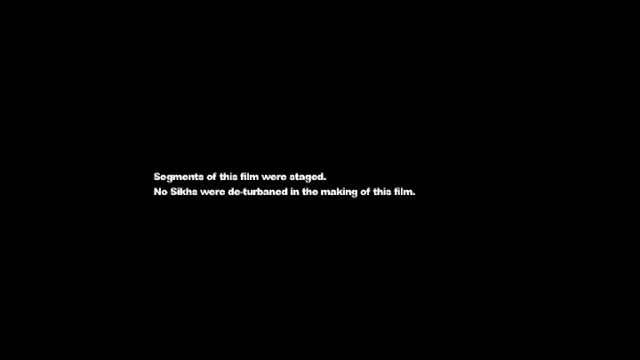 Segments of this film were staged.
No Sikhs were de-turbaned in the making of this film.